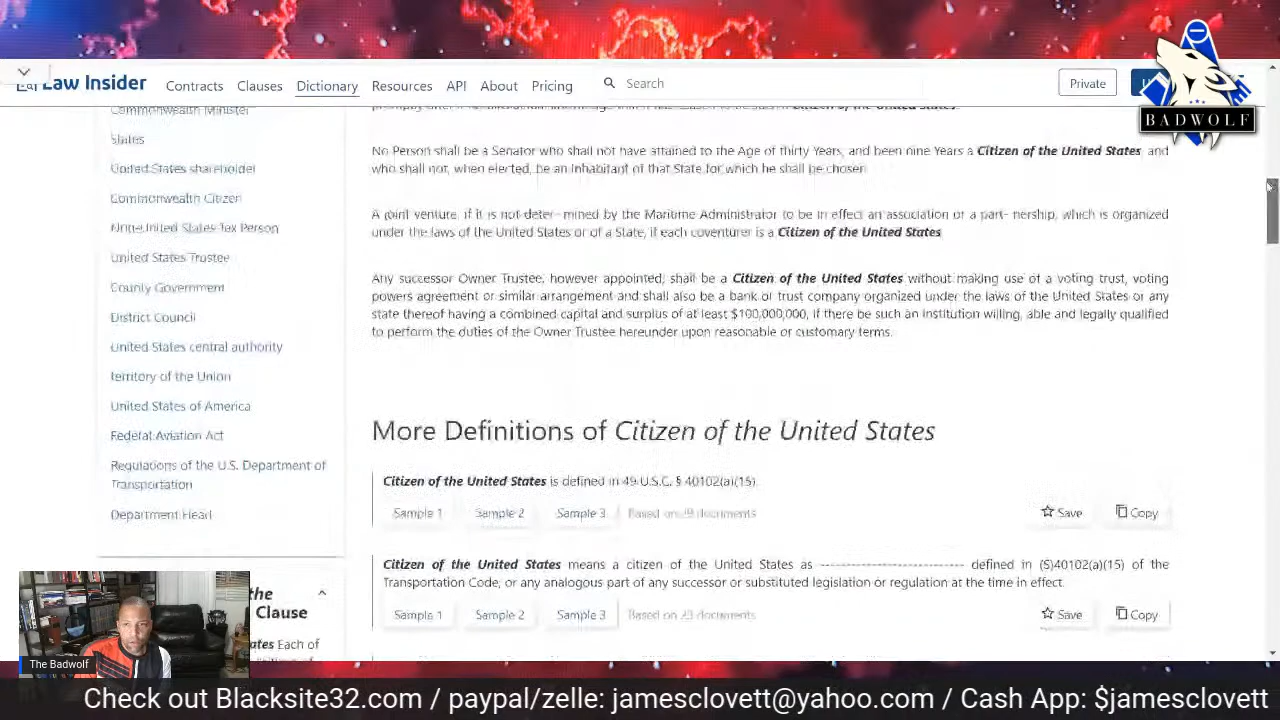 Law Insider
Contracts
Clauses
Dictionary
Resources
API
About
Pricing
Search
Private
BADWOLF
Commonwealth Minister
States
United States shareholder
Commonwealth Citizen
United States Trustee
County Government
District Council
United States central authority
territory of the Union
United States of America
Federal Aviation Act
Regulations of the U.S. Department of
Transportation
Department Head
the
Clause
Each of
Citizen of the United States
No Person shall be a Senator who shall not have attained to the Age of thirty Years, and been nine Years a Citizen of the United States and
who shall not, when elected, be an Inhabitant of that State for which he shall be chosen
A joint venture, if it is not deter- mined by the Maritime Administrator to be in effect an association or a part- nership, which is organized
under the laws of the United States or of a State, if each coventurer is a Citizen of the United States
Any successor Owner Trustee, however appointed, shall be a Citizen of the United States without making use of a voting trust, voting
powers agreement or similar arrangement and shall also be a bank or trust company organized under the laws of the United States or any
state thereof having a combined capital and surplus of at least $100,000,000, if there be such an institution willing, able and legally qualified
to perform the duties of the Owner Trustee hereunder upon reasonable or customary terms.
More Definitions of Citizen of the United States
Citizen of the United States is defined in 49 U.S.C. § 40102(a)(15).
Sample 1
Sample 2
Sample 3
Based on documents
Save
Copy
Citizen of the United States means a citizen of the United States as ---------------------- defined in (S)40102(a)(15) of the
Transportation Code, or any analogous part of any successor or substituted legislation or regulation at the time in effect.
Sample 1
Sample 2
Sample 3
Based on 23 documents
Save
Copy
The Badwolf
Check out Blacksite32.com / paypal/zelle: jamesclovett@yahoo.com / Cash App: $jamesclovett